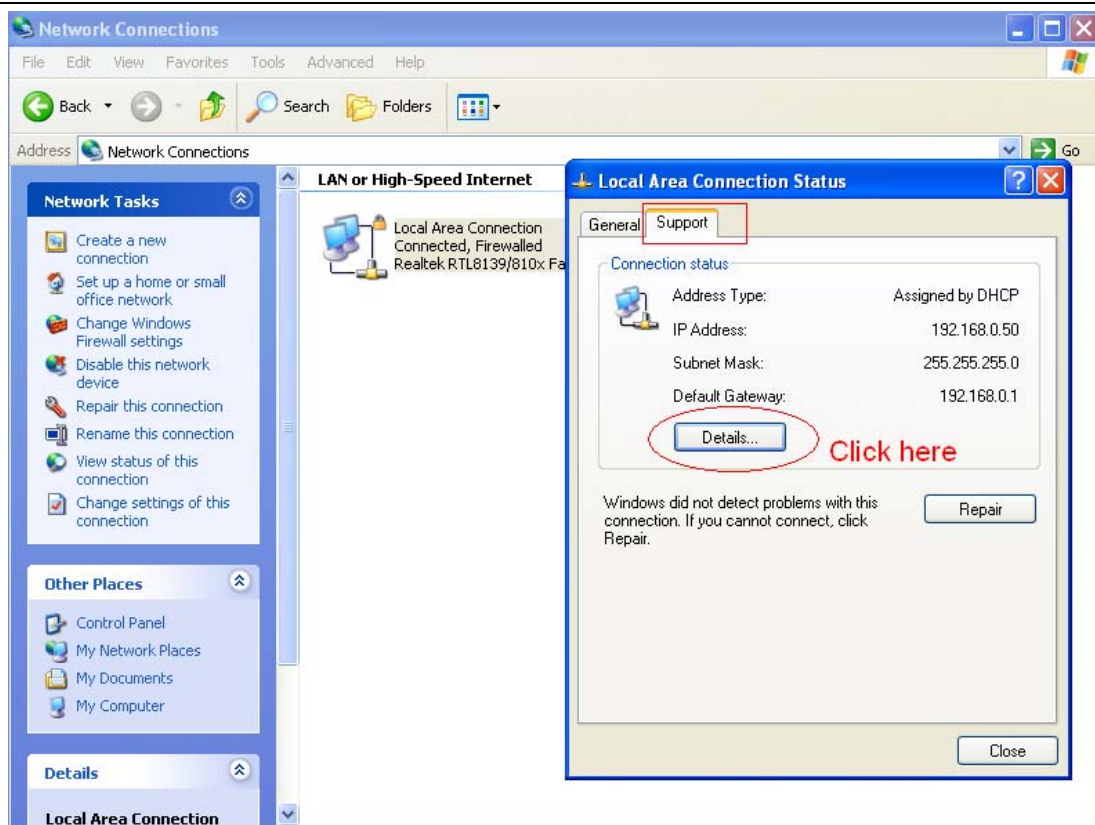 Network Connections
File Edit View Favorites Tools Advanced Help
Back Search Folders
Address Network Connections Go
Network Tasks
Create a new
connection
Set up a home or small
office network
Change Windows
Firewall settings
Disable this network
device
Repair this connection
Rename this connection
View status of this
connection
Change settings of this
connection
Other Places
Control Panel
My Network Places
My Documents
My Computer
Details
Local Area Connection
LAN or High-Speed Internet
Local Area Connection
Connected, Firewalled
Realtek RTL8139/810x Fa
Local Area Connection Status
General Support
Connection status
Address Type: Assigned by DHCP
IP Address: 192.168.0.50
Subnet Mask: 255.255.255.0
Default Gateway: 192.168.0.1
Details... Click here
Windows did not detect problems with this
connection. If you cannot connect, click
Repair.
Repair
Close